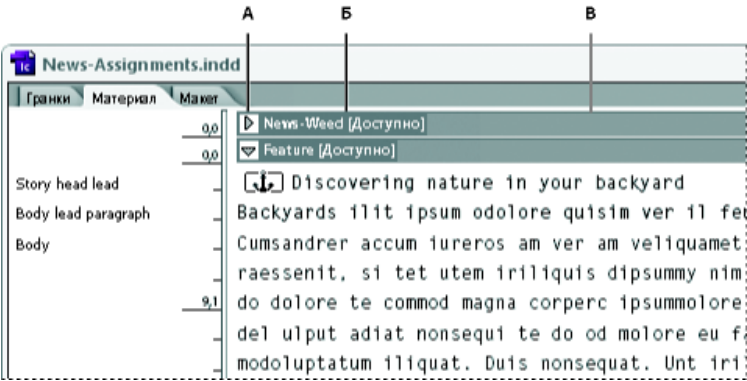 А Б В
News-Assignments.indd
Гранки Материал Макет
0,0 News-Weed [Доступно]
0,0 Feature [Доступно]
Story head lead Discovering nature in your backyard
Body lead paragraph Backyards ilit ipsum odolore quisim ver il feu
Body Cumsandrer accum iureros am ver am veliquamet
raessenit, si tet utem iriliquis dipsummy nim
9,1 do dolore te commod magna corperc ipsummolore
del ulput adiat nonsequi te do od molore eu
modoluptatum iliquat. Duis nonsequat. Unt iri